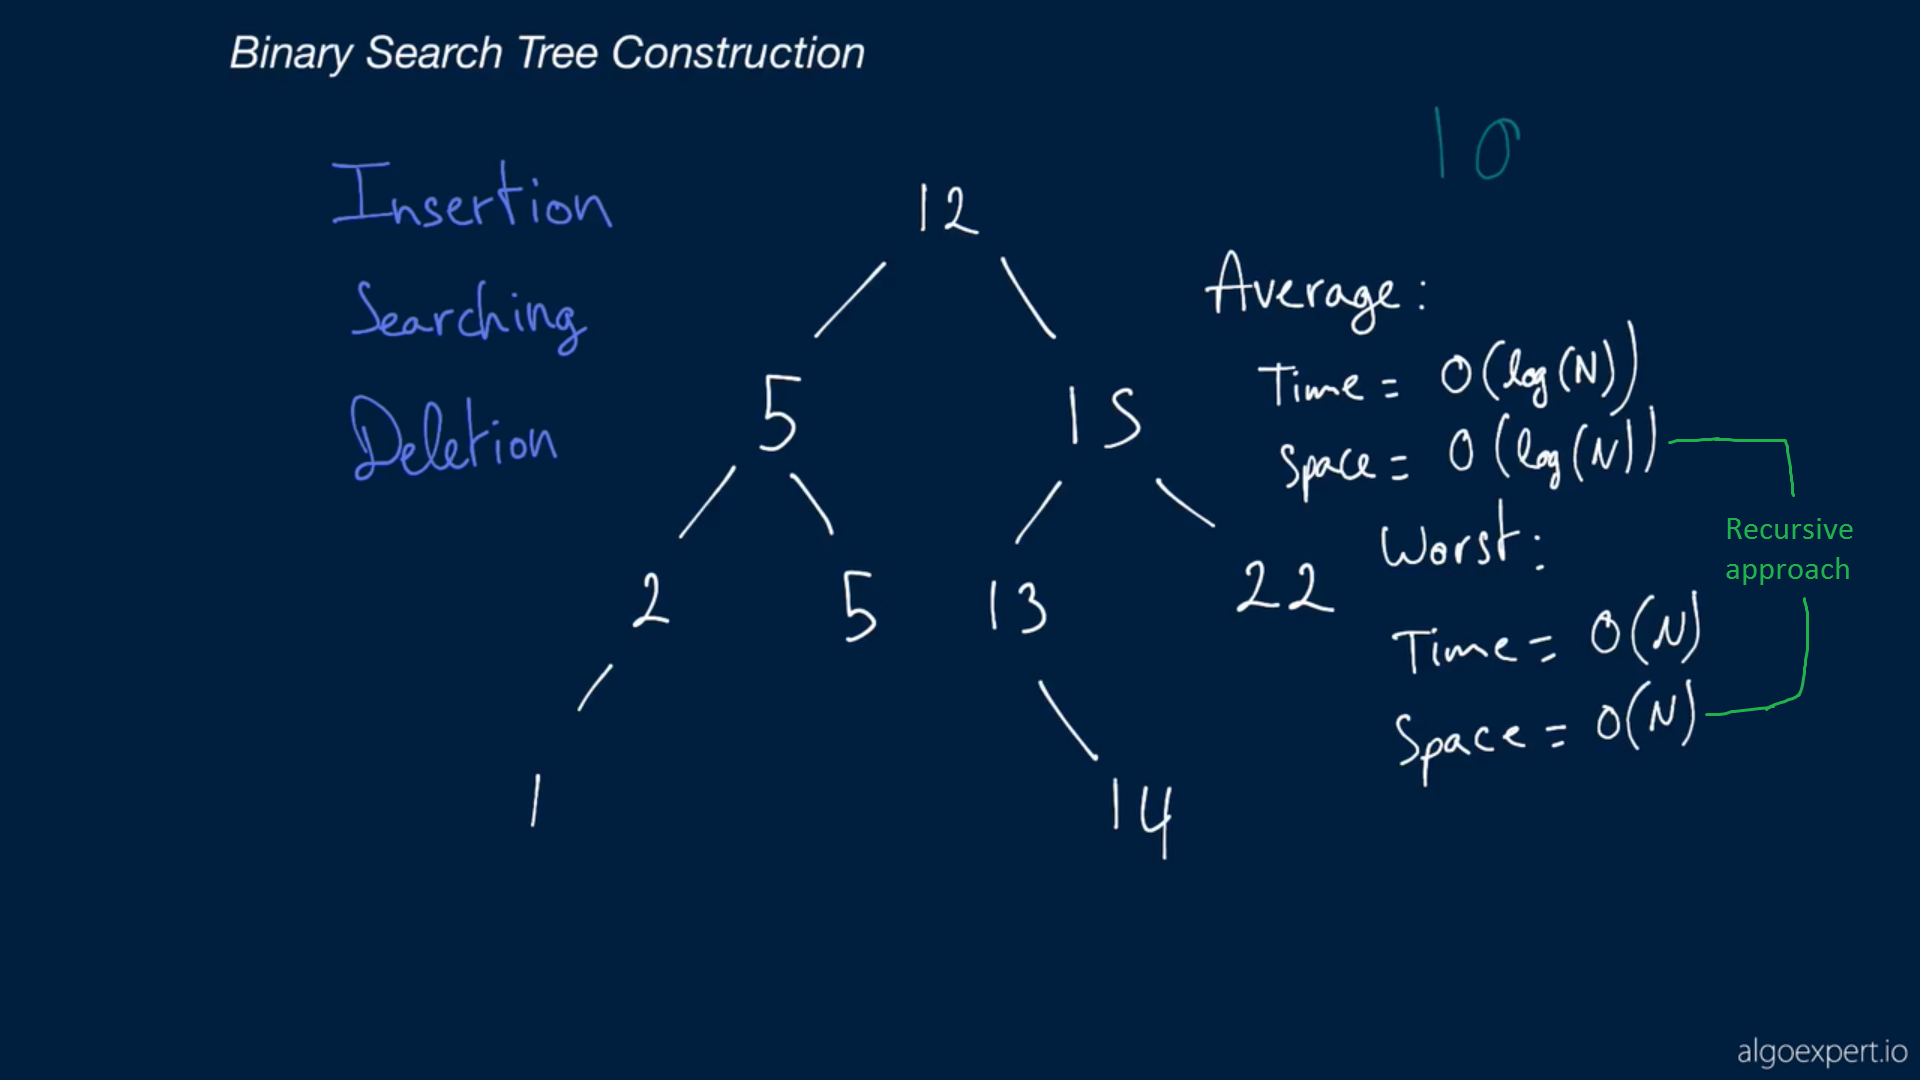 Binary Search Tree Construction
10
Insertion
Searching
Deletion
12
5 15
2 5 13 22
1 14
Average:
Time = O(log(N))
Space = O(log(N))
Worst:
Time = O(N)
Space = O(N)
Recursive
approach
algoexpert.io